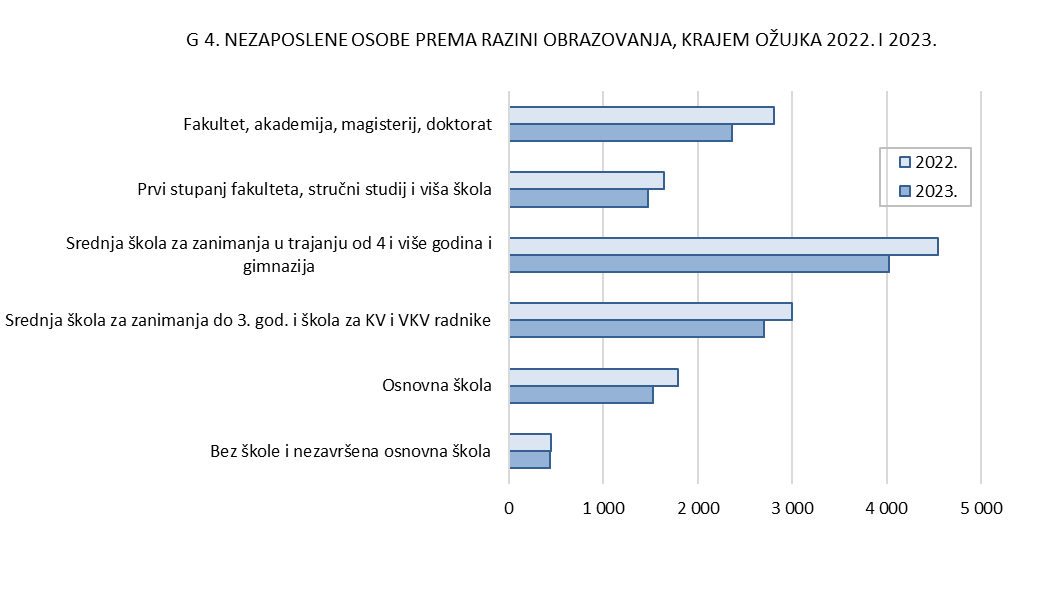 G 4. NEZAPOSLENE OSOBE PREMA RAZINI OBRAZOVANJA, KRAJEM OŽUJKA 2022. I 2023.
Fakultet, akademija, magisterij, doktorat
Prvi stupanj fakulteta, stručni studij i viša škola
Srednja škola za zanimanja u trajanju od 4 i više godina i
gimnazija
Srednja škola za zanimanja do 3. god. i škola za KV i VKV radnike
Osnovna škola
Bez škole i nezavršena osnovna škola
2022.
2023.
0
1 000
2 000
3 000
4 000
5 000